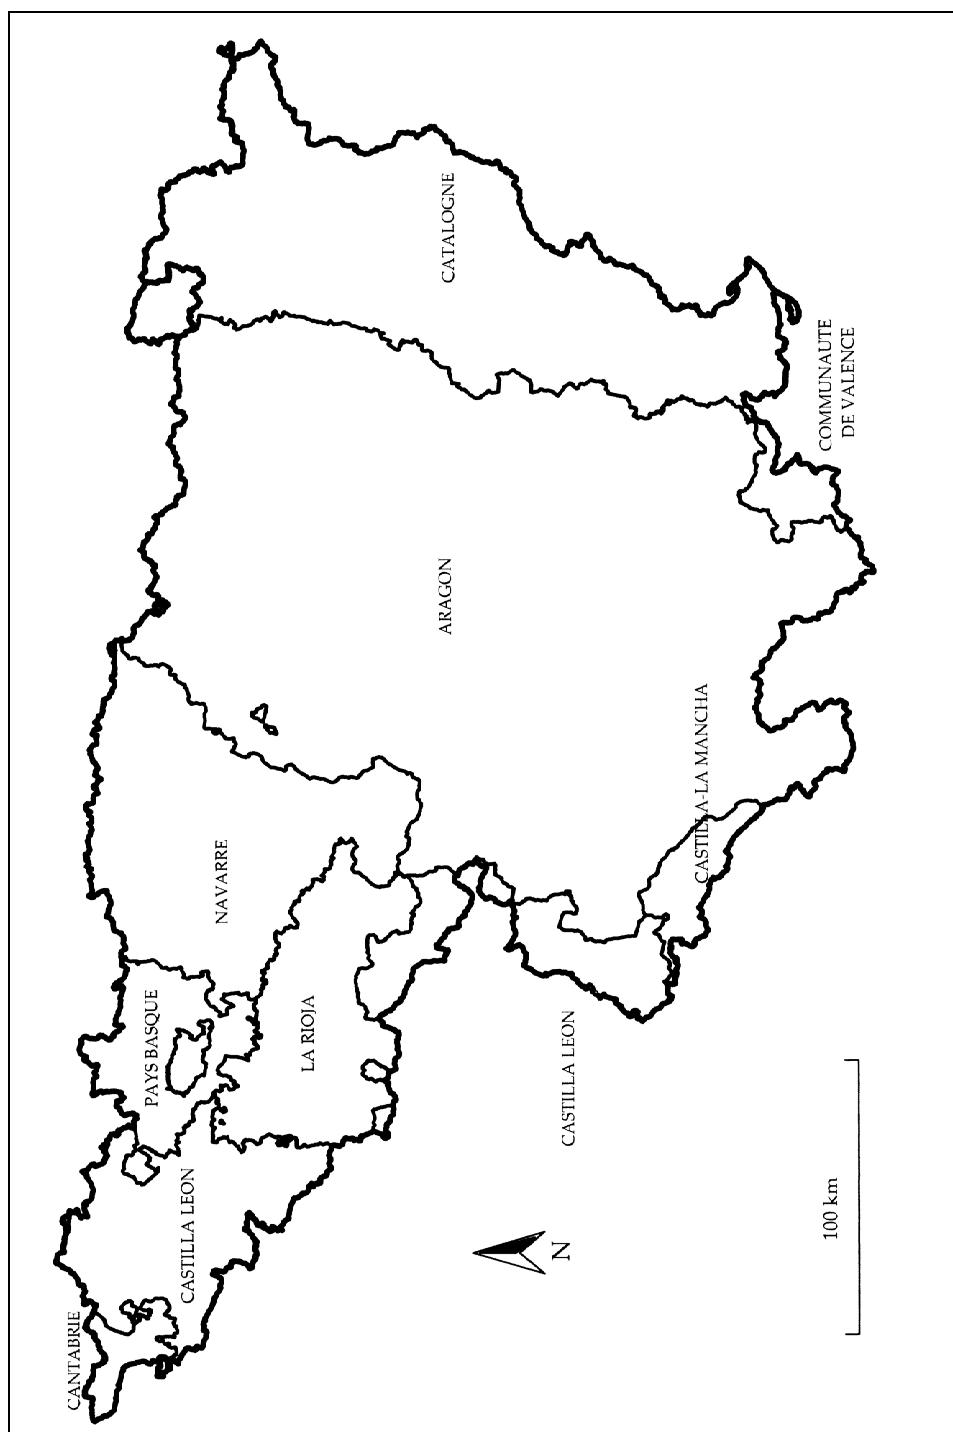 CANTABRIE
CASTILLA LEON
PAYS BASQUE
NAVARRE
LA RIOJA
ARAGON
CATALOGNE
CASTILLA-LA MANCHA
CASTILLA LEON
COMMUNAUTE
DE VALENCE
N
100 km